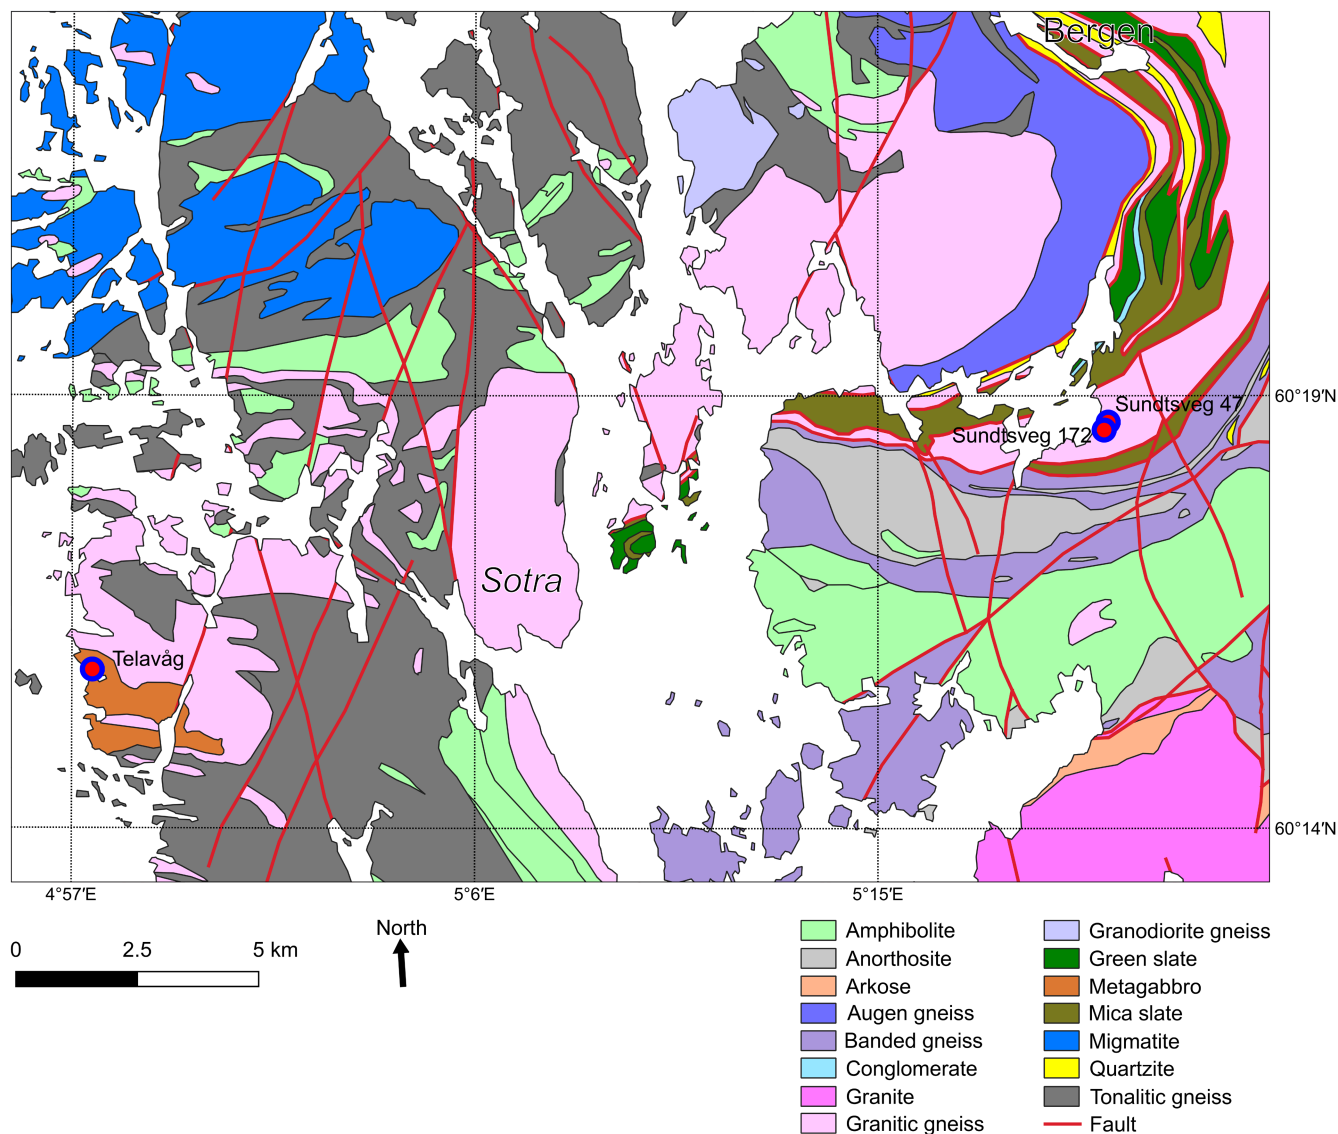 Bergen
Sundtsveg 47
60°19′N
Sundtsveg 172
Sotra
Telavåg
60°14′N
4°57′E
5°6′E
5°15′E
North
0 2.5 5 km
Amphibolite
Anorthosite
Arkose
Augen gneiss
Banded gneiss
Conglomerate
Granite
Granitic gneiss
Granodiorite gneiss
Green slate
Metagabbro
Mica slate
Migmatite
Quartzite
Tonalitic gneiss
Fault